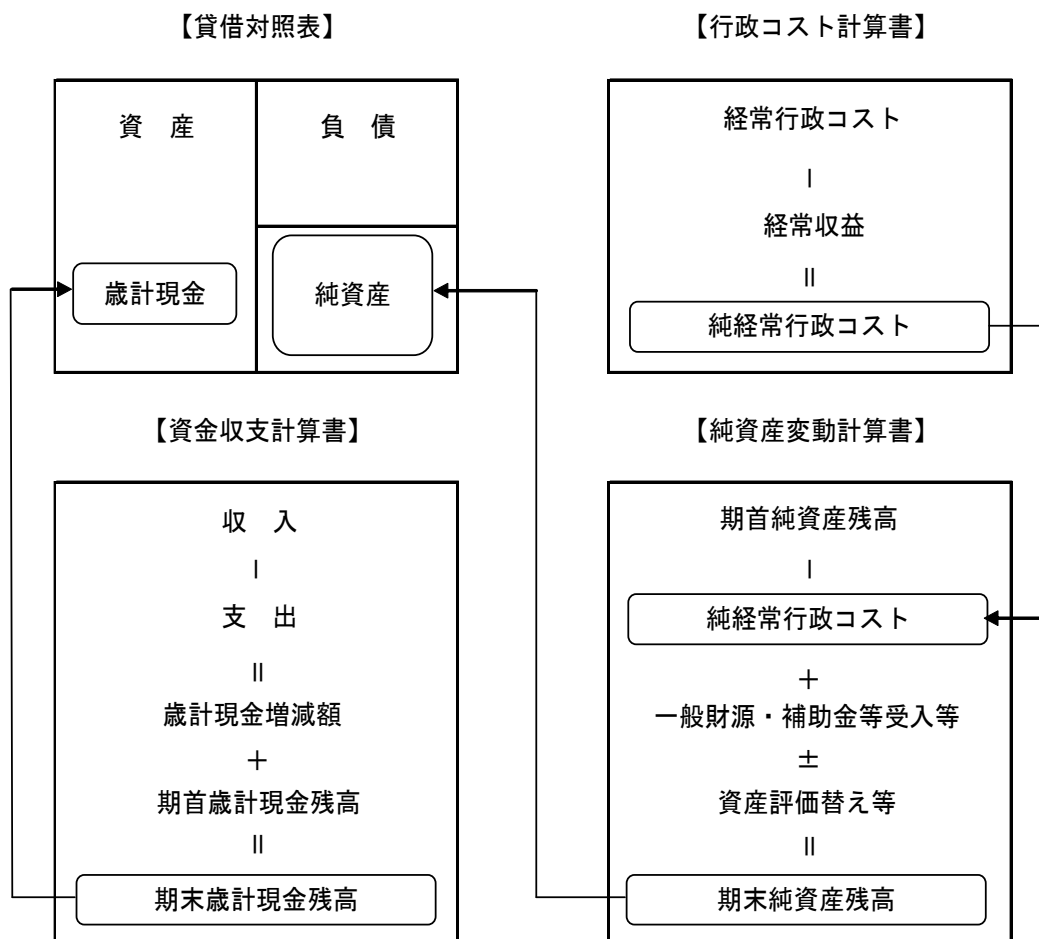 【貸借対照表】
資　産
負　債
歳計現金
純資産
【行政コスト計算書】
経常行政コスト
－
経常収益
＝
純経常行政コスト
【資金収支計算書】
収　入
－
支　出
＝
歳計現金増減額
＋
期首歳計現金残高
＝
期末歳計現金残高
【純資産変動計算書】
期首純資産残高
－
純経常行政コスト
＋
一般財源・補助金等受入等
±
資産評価替え等
＝
期末純資産残高